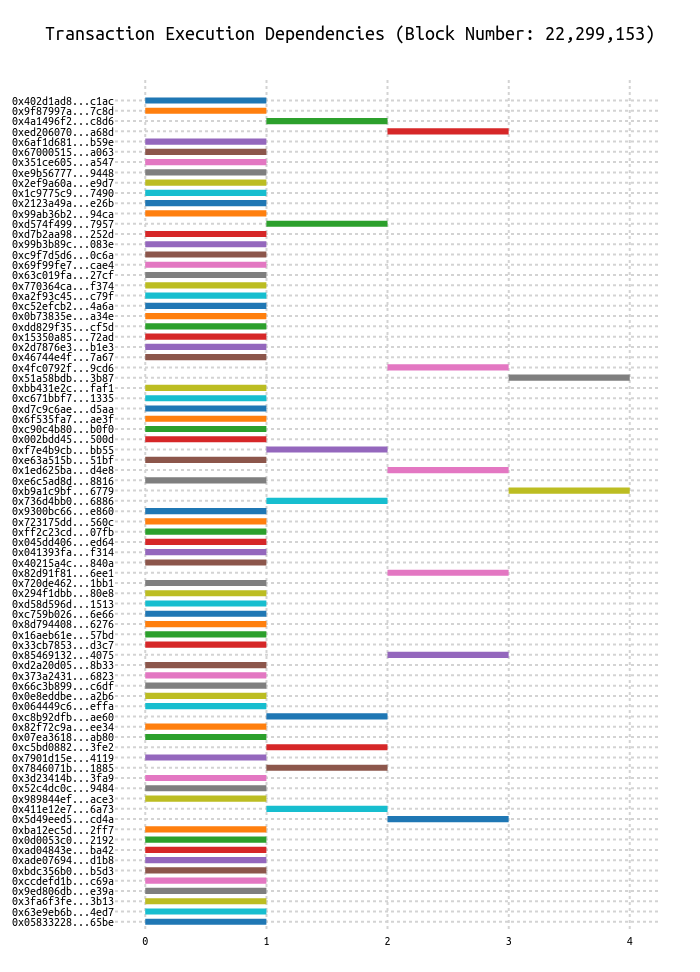 Transaction Execution Dependencies (Block Number: 22,299,153)
0x402d1ad8...c1ac
0x9f87997a...7c8d
0x4a1496f2...c8d6
0xed206070...a68d
0x6af1d681...b59e
0x67000515...a063
0x351ce605...a547
0xe9b56777...9448
0x2ef9a60a...e9d7
0x1c9775c9...7490
0x2123a49a...e26b
0x99ab36b2...94ca
0xd574f499...7957
0xd7b2aa98...252d
0x99b3b89c...083e
0xc9f7d5d6...0c6a
0x69f99fe7...cae4
0x63c019fa...27cf
0x770364ca...f374
0xa2f93c45...c79f
0xc52efcb2...4a6a
0x0b73835e...a34e
0xdd829f35...cf5d
0x15350a85...72ad
0x2d7876e3...b1e3
0x46744e4f...7a67
0x4fc0792f...9cd6
0x51a58bdb...3b87
0xbb431e2c...faf1
0xc671bbf7...1335
0xd7c9c6ae...d5aa
0x6f535fa7...ae3f
0xc90c4b80...b0f0
0x002bdd45...500d
0xf7e4b9cb...bb55
0xe63a515b...51bf
0x1ed625ba...d4e8
0xe6c5ad8d...8816
0xb9a1c9bf...6779
0x736d4bb0...6886
0x9300bc66...e860
0x723175dd...560c
0xff2c23cd...07fb
0x045dd406...ed64
0x041393fa...f314
0x40215a4c...840a
0x82d91f81...6ee1
0x720de462...1bb1
0x294f1dbb...80e8
0xd58d596d...1513
0xc759b026...6e66
0x8d794408...6276
0x16aeb61e...57bd
0x33cb7853...d3c7
0x85469132...4075
0xd2a20d05...8b33
0x373a2431...6823
0x66c3b899...c6df
0x0e8eddbe...a2b6
0x064449c6...effa
0xc8b92dfb...ae60
0x82f72c9a...ee34
0x07ea3618...ab80
0xc5bd0882...3fe2
0x7901d15e...4119
0x7846071b...1885
0x3d23414b...3fa9
0x52c4dc0c...9484
0x989844ef...ace3
0x411e12e7...6a73
0x5d49eed5...cd4a
0xba12ec5d...2ff7
0x0d0053c0...2192
0xad04843e...ba42
0xade07694...d1b8
0xbdc356b0...b5d3
0xccdefd1b...c69a
0x9ed806db...e39a
0x3fa6f3fe...3b13
0x63e9eb6b...4ed7
0x05833228...65be
0 1 2 3 4